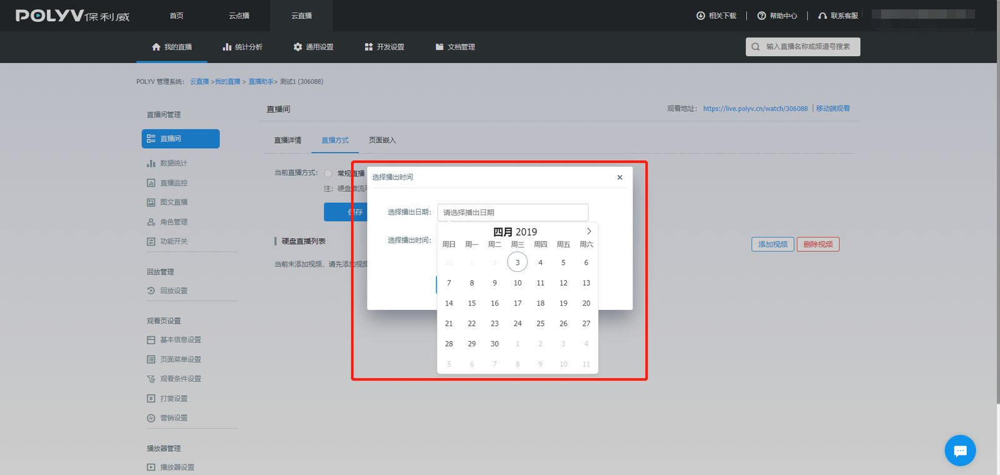 POLYV保利威
首页 云点播 云直播
相关下载 帮助中心 联系客服
我的直播 统计分析 通用设置 开发设置 文档管理
输入直播名称或频道号搜索
POLYV 管理系统： 云直播 >我的直播 > 直播助手> 测试1 (306088)
直播间管理
直播间
数据统计
直播监控
图文直播
角色管理
功能开关
回放管理
回放设置
观看页设置
基本信息设置
页面菜单设置
观看条件设置
打赏设置
营销设置
播放器管理
播放器设置
直播间
观看地址： https://live.polyv.cn/watch/306088 移动端观看
直播详情 直播方式 页面嵌入
当前直播方式： 常规直播
注：硬盘推流
保存
硬盘直播列表
添加视频 删除视频
当前未添加视频，请先添加视频
选择播出时间 ×
选择播出日期： 请选择播出日期
选择播出时间：
四月 2019
周日 周一 周二 周三 周四 周五 周六
31 1 2 3 4 5 6
7 8 9 10 11 12 13
14 15 16 17 18 19 20
21 22 23 24 25 26 27
28 29 30 1 2 3 4
5 6 7 8 9 10 11